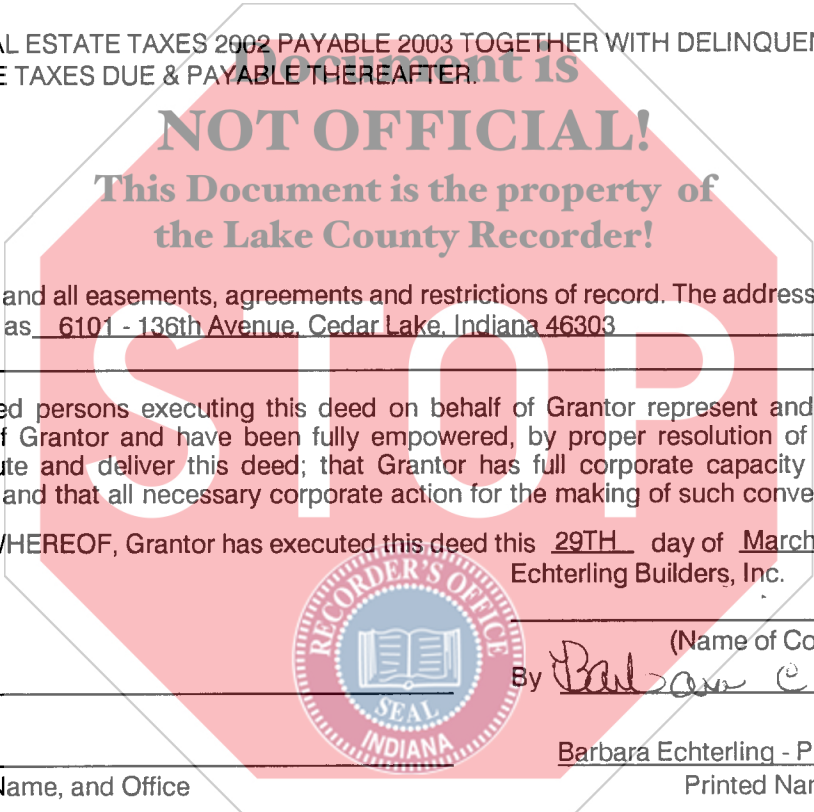 AL ESTATE TAXES 2002 PAYABLE 2003 TOGETHER WITH DELINQUEN
E TAXES DUE & PAYABLE THEREAFTER.
Document is
NOT OFFICIAL!
This Document is the property of
the Lake County Recorder!
and all easements, agreements and restrictions of record. The address
as 6101 - 136th Avenue, Cedar Lake, Indiana 46303
STOP
ed persons executing this deed on behalf of Grantor represent and
f Grantor and have been fully empowered, by proper resolution of
ute and deliver this deed; that Grantor has full corporate capacity
and that all necessary corporate action for the making of such conve
WHEREOF, Grantor has executed this deed this 29TH day of March
Echterling Builders, Inc.
RECORDER'S OFFICE
SEAL
INDIANA
(Name of Co
By Barbara C
Barbara Echterling - P
Name, and Office
Printed Nar